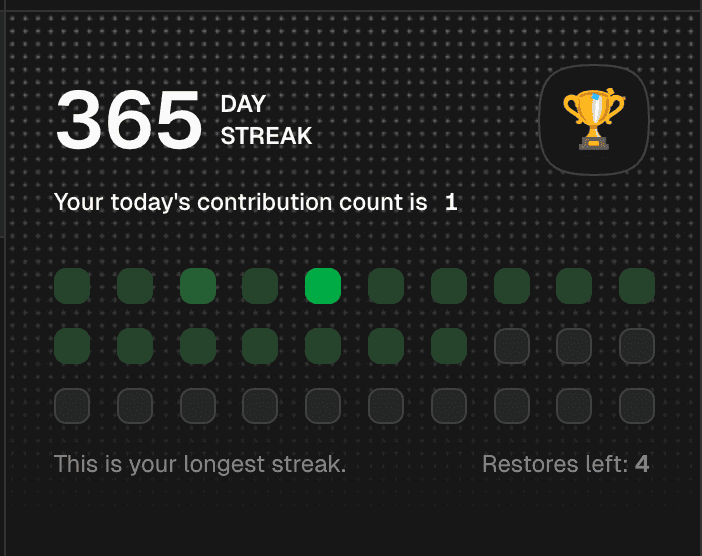 365 DAY
STREAK
Your today's contribution count is 1
This is your longest streak.
Restores left: 4